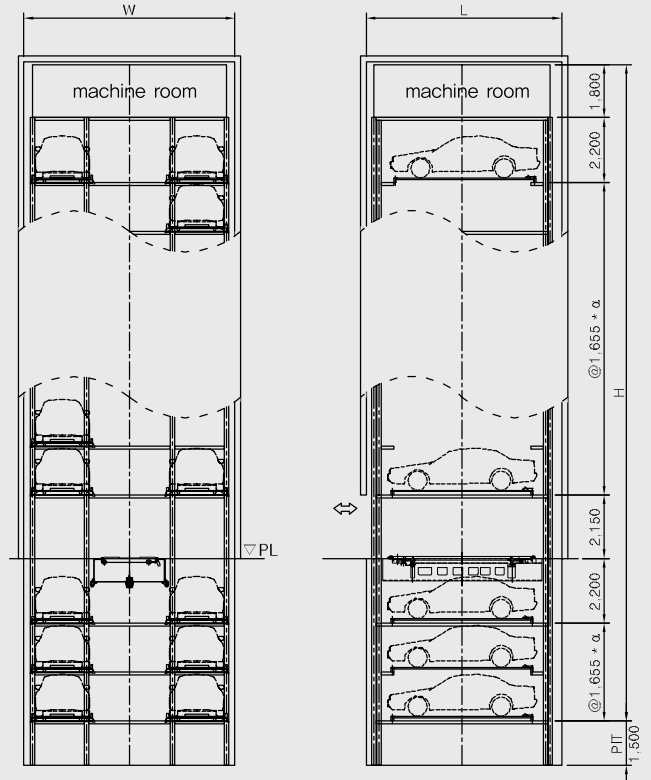 W
L
machine room
machine room
1,800
2,200
@1,655 * α
H
▽PL
2,150
2,200
@1,655 * α
PIT
1,500